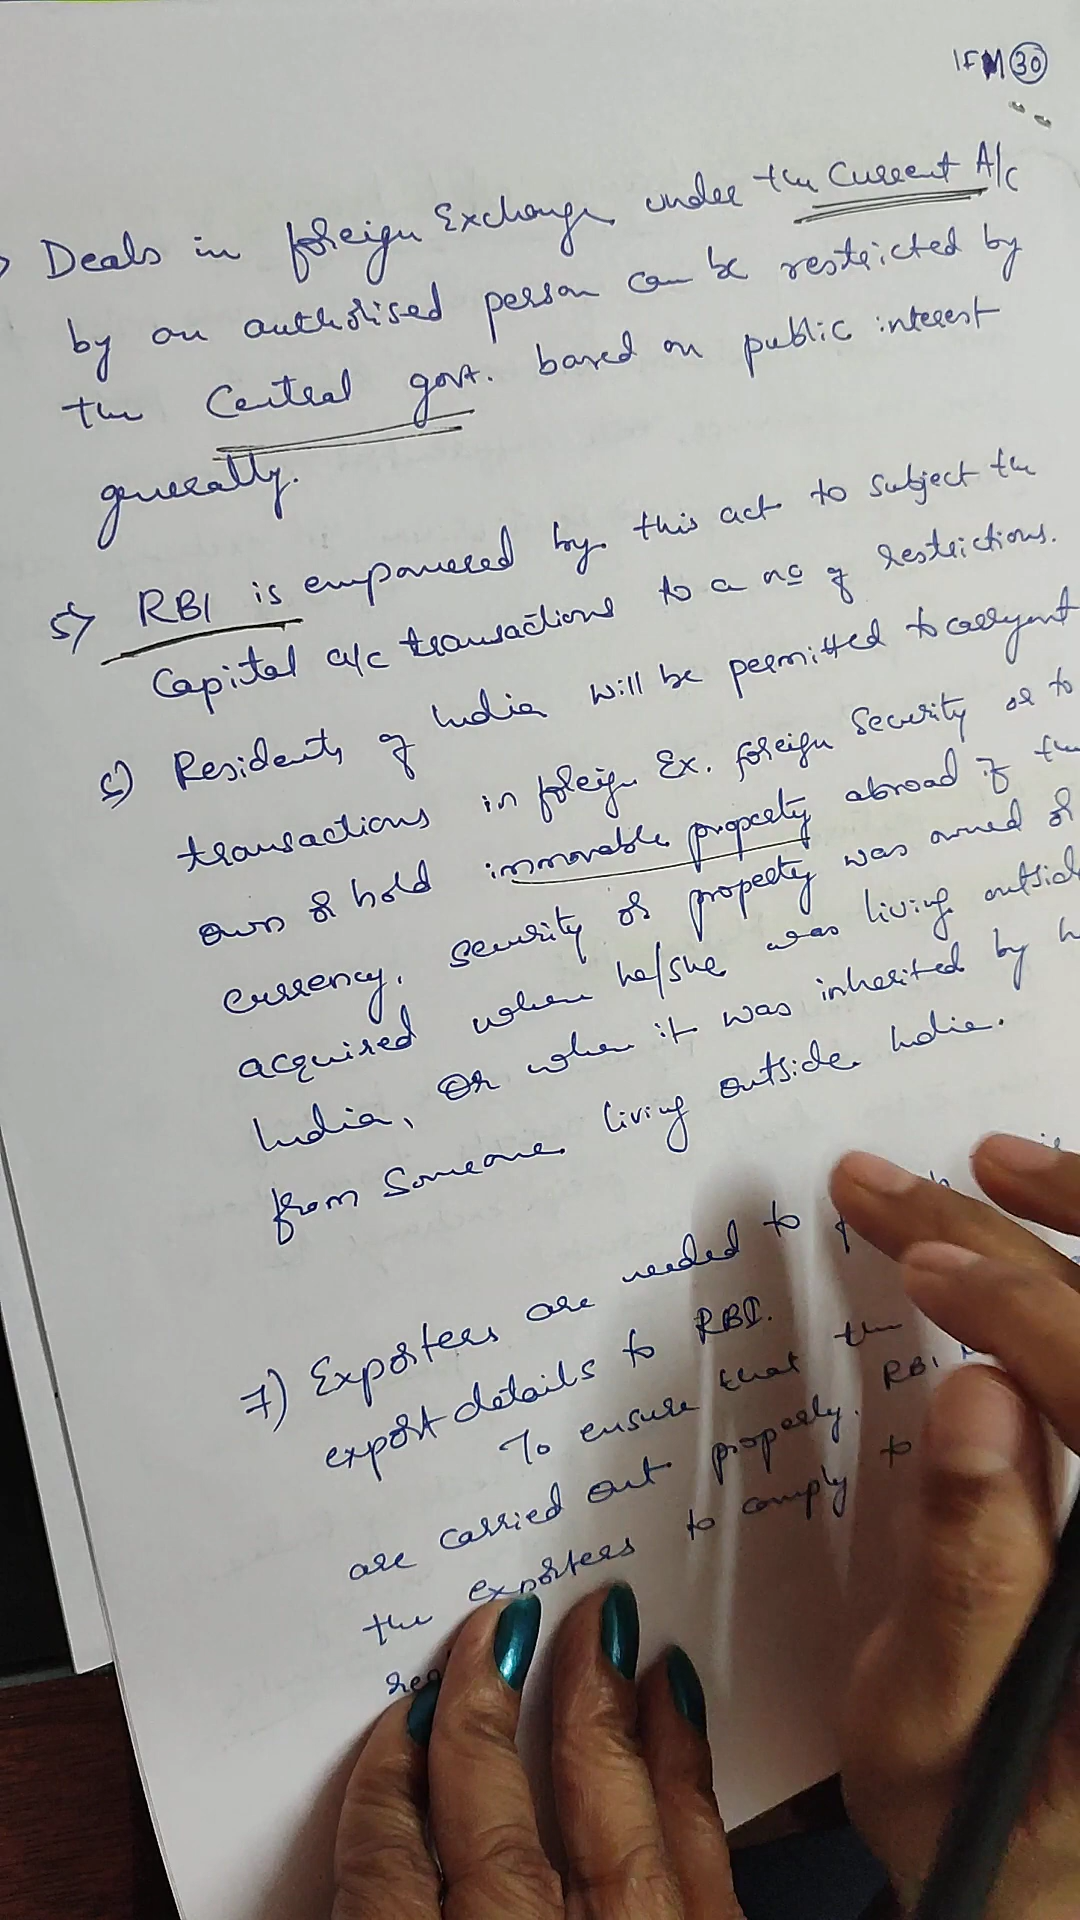 IFM 30
Deals in foreign Exchange under the Current A/c
by an authorised person can be restricted by
the Central govt. based on public interest
generally.
5) RBI is empowered by this act to subject the
Capital a/c transactions to a no of restrictions.
6) Residents of India will be permitted to carryout
transactions in foreign Ex. foreign Security or to
own or hold immovable property abroad if the
currency, security or property was owned or
acquired when he/she was living outside
India, or when it was inherited by
from Someone living outside India.
7) Exporters are needed to
export details to RBI.
To ensure that the
are carried out properly. RBI
the exporters to comply to